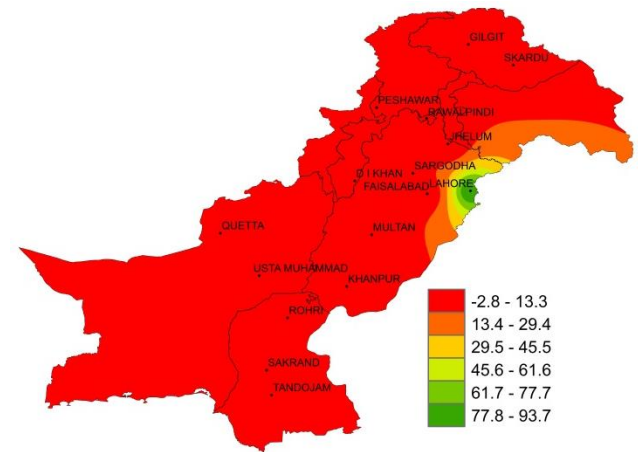 GILGIT
SKARDU
PESHAWAR
RAWALPINDI
JHELUM
SARGODHA
D I KHAN
FAISALABAD
LAHORE
QUETTA
MULTAN
USTA MUHAMMAD
KHANPUR
ROHRI
SAKRAND
TANDOJAM
-2.8 - 13.3
13.4 - 29.4
29.5 - 45.5
45.6 - 61.6
61.7 - 77.7
77.8 - 93.7